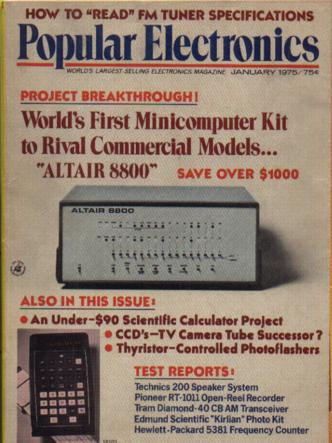 HOW TO "READ" FM TUNER SPECIFICATIONS
Popular Electronics
WORLD'S LARGEST-SELLING ELECTRONICS MAGAZINE JANUARY 1975/75¢
PROJECT BREAKTHROUGH!
World's First Minicomputer Kit
to Rival Commercial Models...
"ALTAIR 8800" SAVE OVER $1000
ALTAIR 8800
ALSO IN THIS ISSUE:
● An Under-$90 Scientific Calculator Project
● CCD's—TV Camera Tube Successor?
● Thyristor-Controlled Photoflashers
TEST REPORTS:
Technics 200 Speaker System
Pioneer RT-1011 Open-Reel Recorder
Tram Diamond-40 CB AM Transceiver
Edmund Scientific "Kirlian" Photo Kit
Hewlett-Packard 5381 Frequency Counter